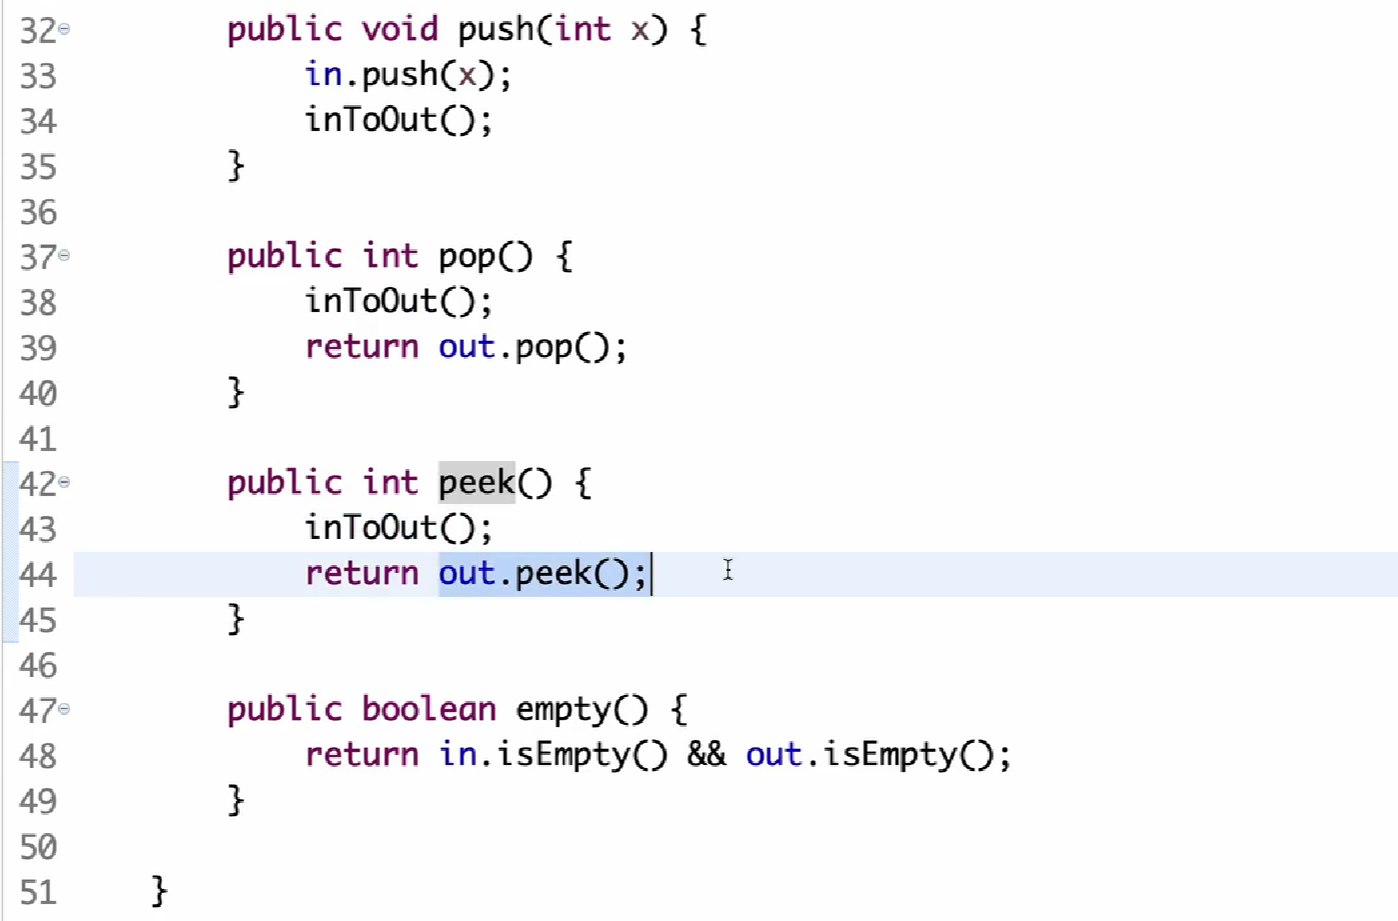 32 public void push(int x) {
33 in.push(x);
34 inToOut();
35 }
36
37 public int pop() {
38 inToOut();
39 return out.pop();
40 }
41
42 public int peek() {
43 inToOut();
44 return out.peek();
45 }
46
47 public boolean empty() {
48 return in.isEmpty() && out.isEmpty();
49 }
50
51 }